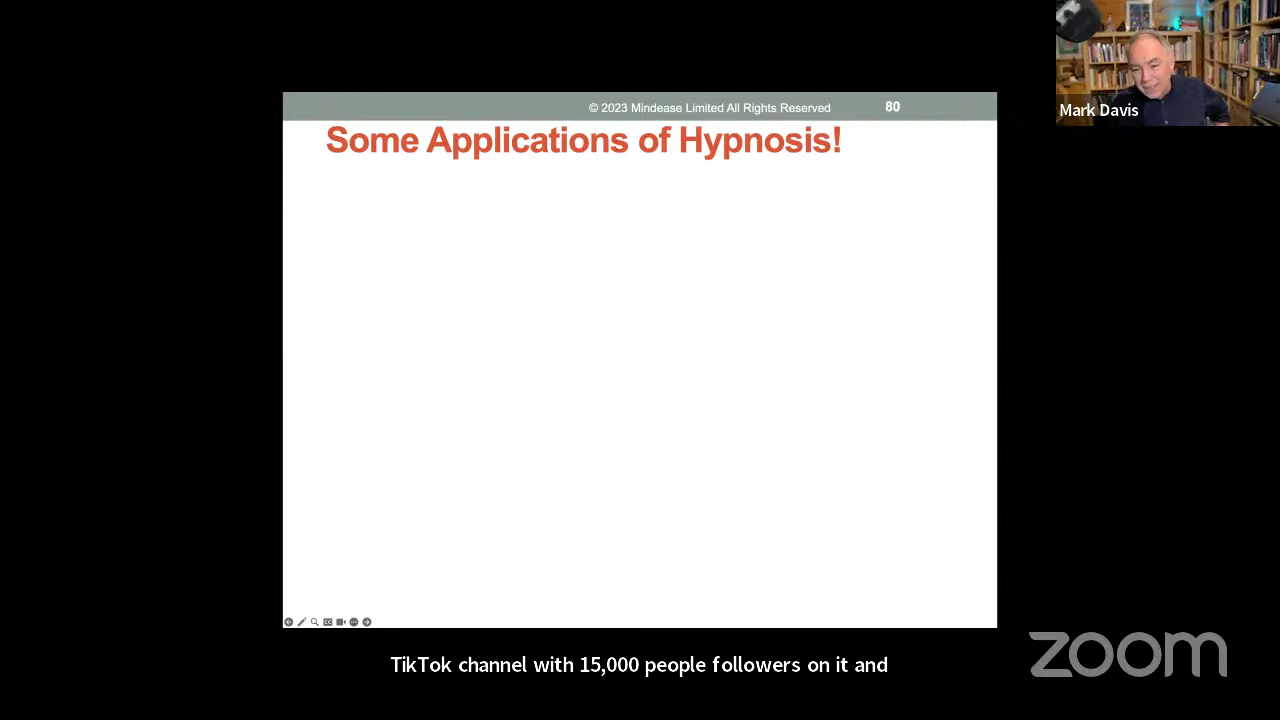 © 2023 Mindease Limited All Rights Reserved 80
Mark Davis
Some Applications of Hypnosis!
TikTok channel with 15,000 people followers on it and
zoom